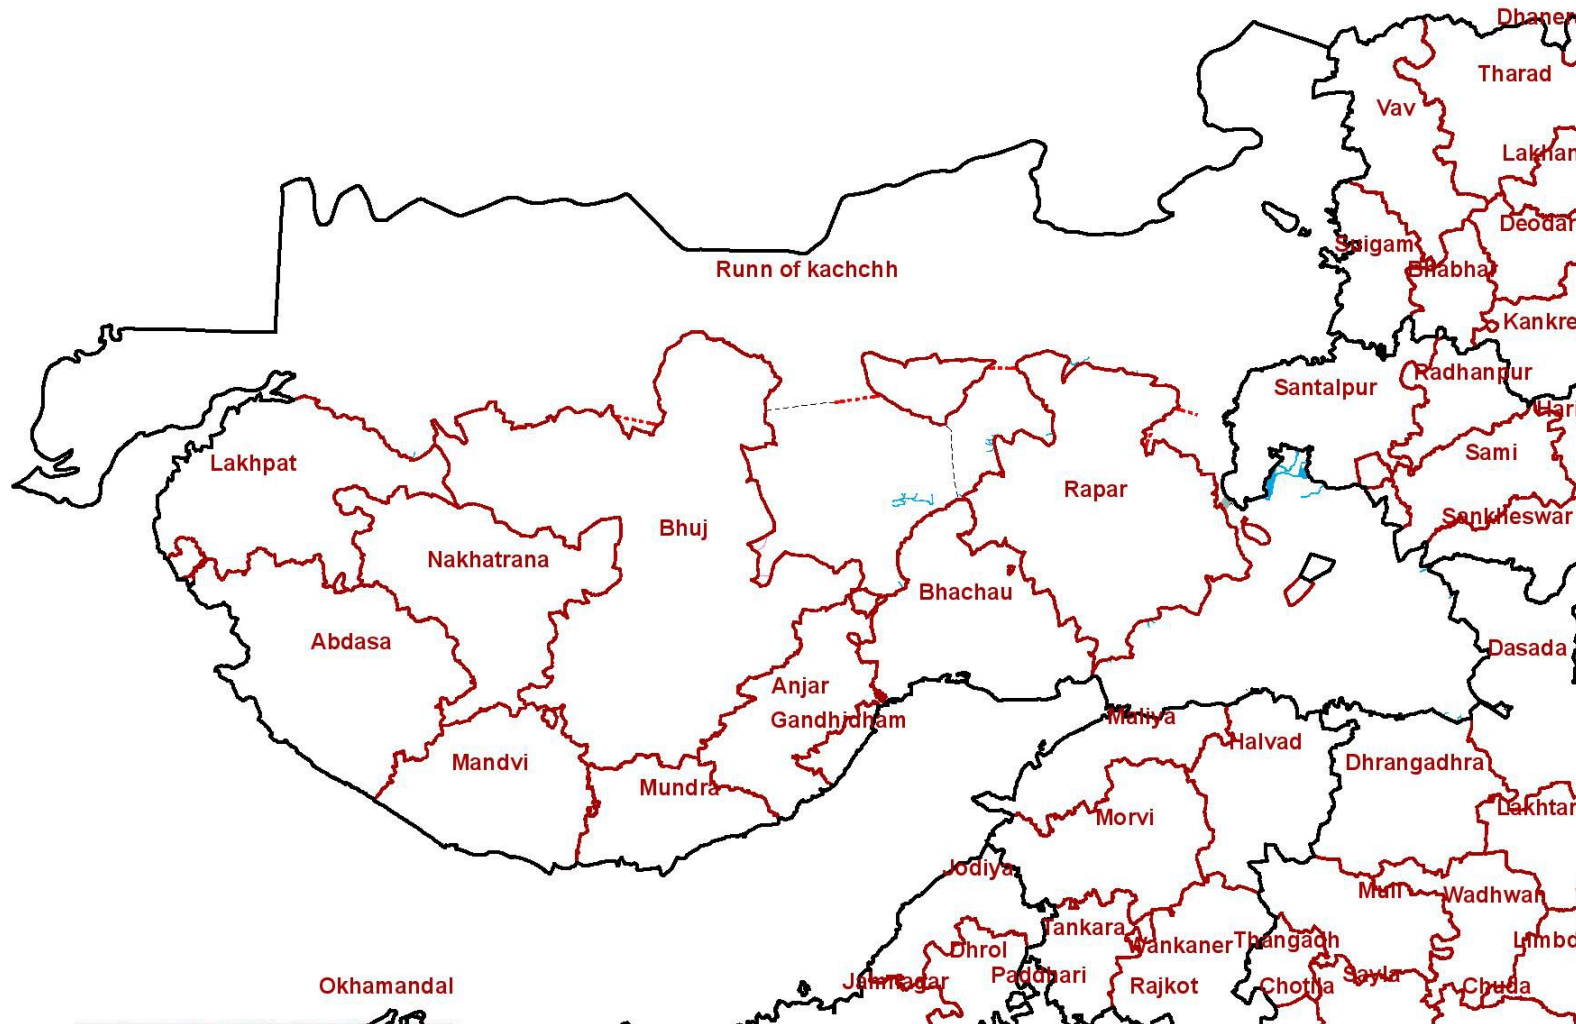 Dhaner
Tharad
Vav
Lakhan
Deodar
Suigam
Bhabhar
Runn of kachchh
Kankre
Radhanpur
Santalpur
Hari
Sami
Lakhpat
Rapar
Sankheswar
Bhuj
Nakhatrana
Bhachau
Abdasa
Dasada
Anjar
Maliya
Gandhidham
Halvad
Mandvi
Dhrangadhra
Mundra
Lakhtar
Morvi
Jodiya
Muli
Wadhwan
Tankara
Wankaner
Thangadh
Limbd
Dhrol
Paddhari
Sayla
Jamnagar
Okhamandal
Rajkot
Chotila
Chuda